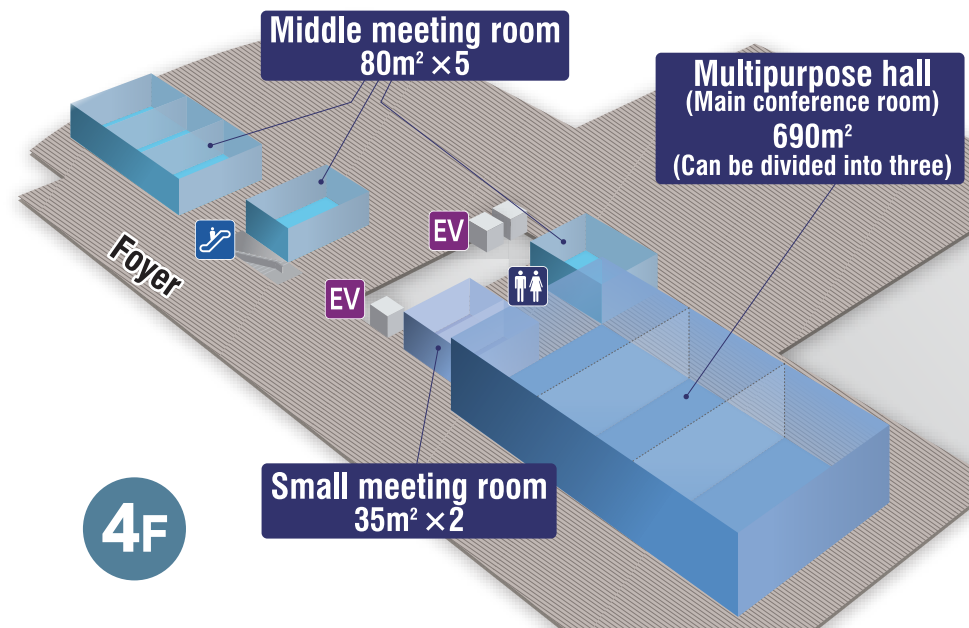 Middle meeting room
80m² ×5
Multipurpose hall
(Main conference room)
690m²
(Can be divided into three)
EV
Foyer
EV
Small meeting room
35m² ×2
4F